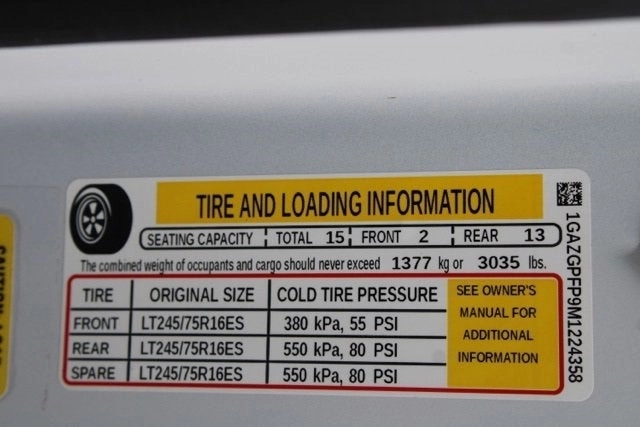 TIRE AND LOADING INFORMATION
SEATING CAPACITY TOTAL 15 FRONT 2 REAR 13
The combined weight of occupants and cargo should never exceed 1377 kg or 3035 lbs.
TIRE ORIGINAL SIZE COLD TIRE PRESSURE
FRONT LT245/75R16ES 380 kPa, 55 PSI
REAR LT245/75R16ES 550 kPa, 80 PSI
SPARE LT245/75R16ES 550 kPa, 80 PSI
SEE OWNER'S
MANUAL FOR
ADDITIONAL
INFORMATION
1GAZGPFP9M1224358